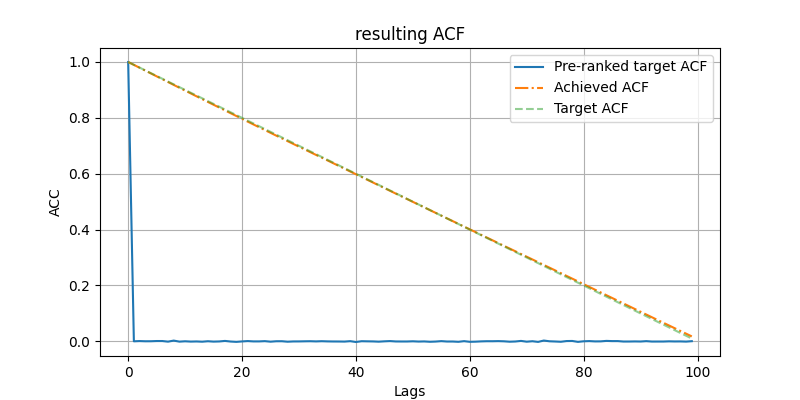 resulting ACF
Pre-ranked target ACF
Achieved ACF
Target ACF
ACC
1.0
0.8
0.6
0.4
0.2
0.0
0 20 40 60 80 100
Lags